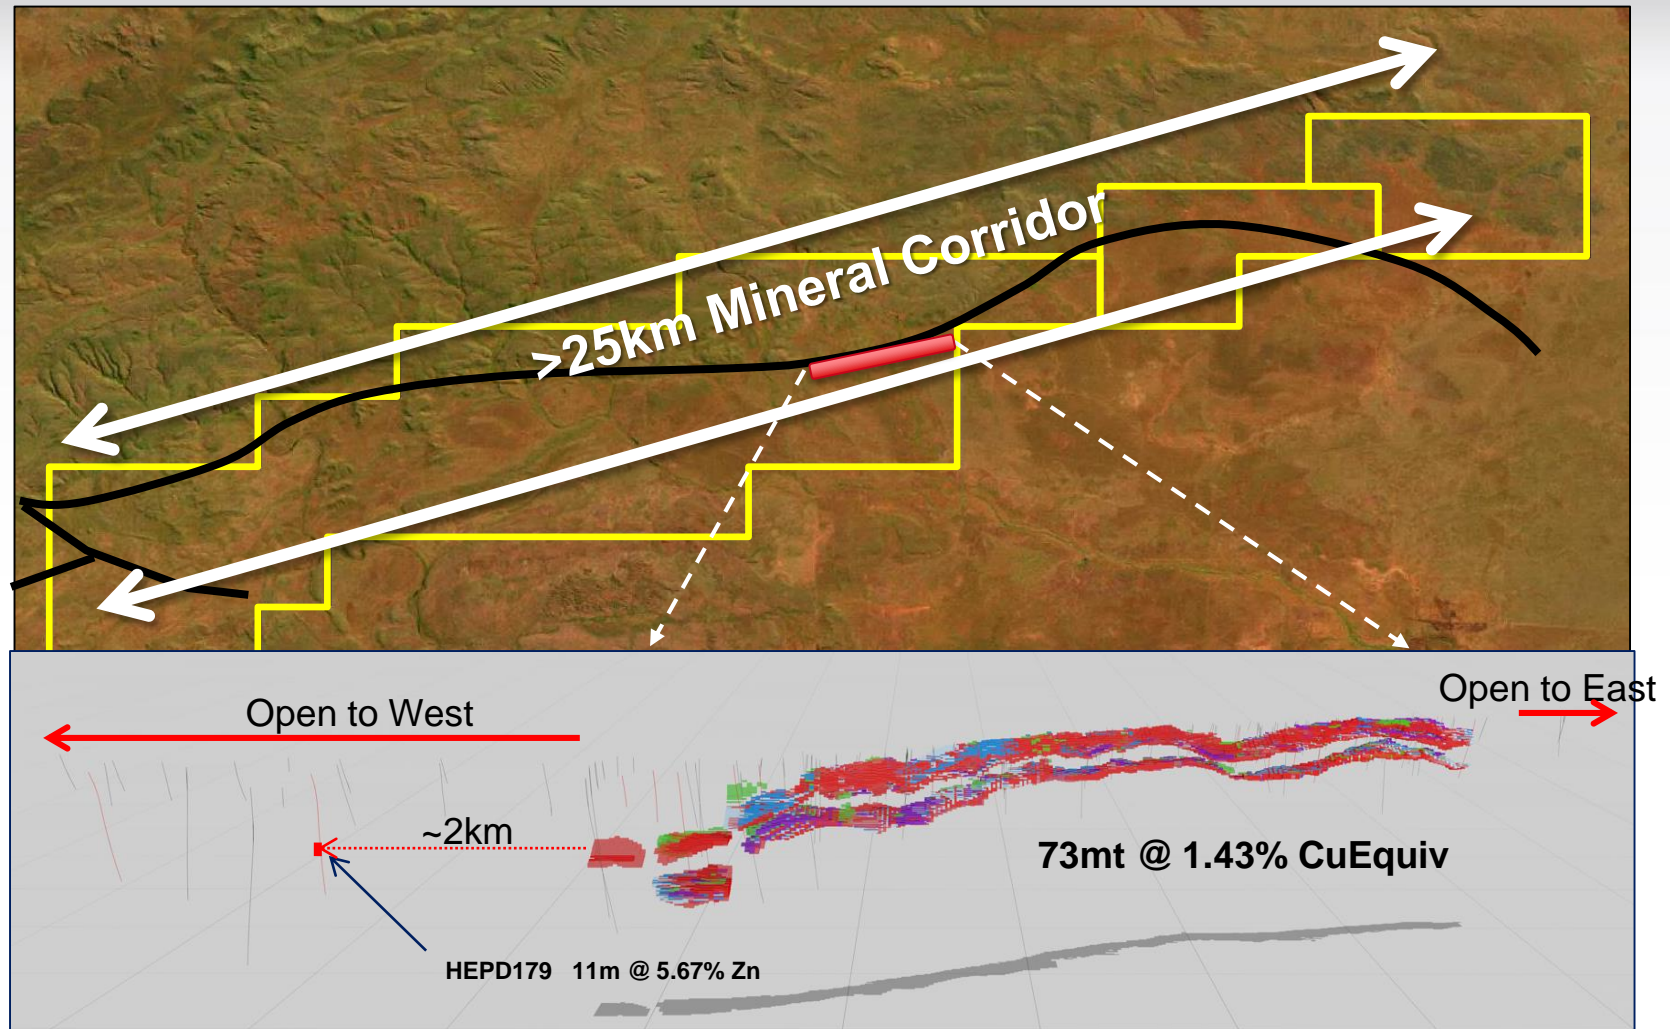 >25km Mineral Corridor
Open to West
Open to East
~2km
73mt @ 1.43% CuEquiv
HEPD179 11m @ 5.67% Zn